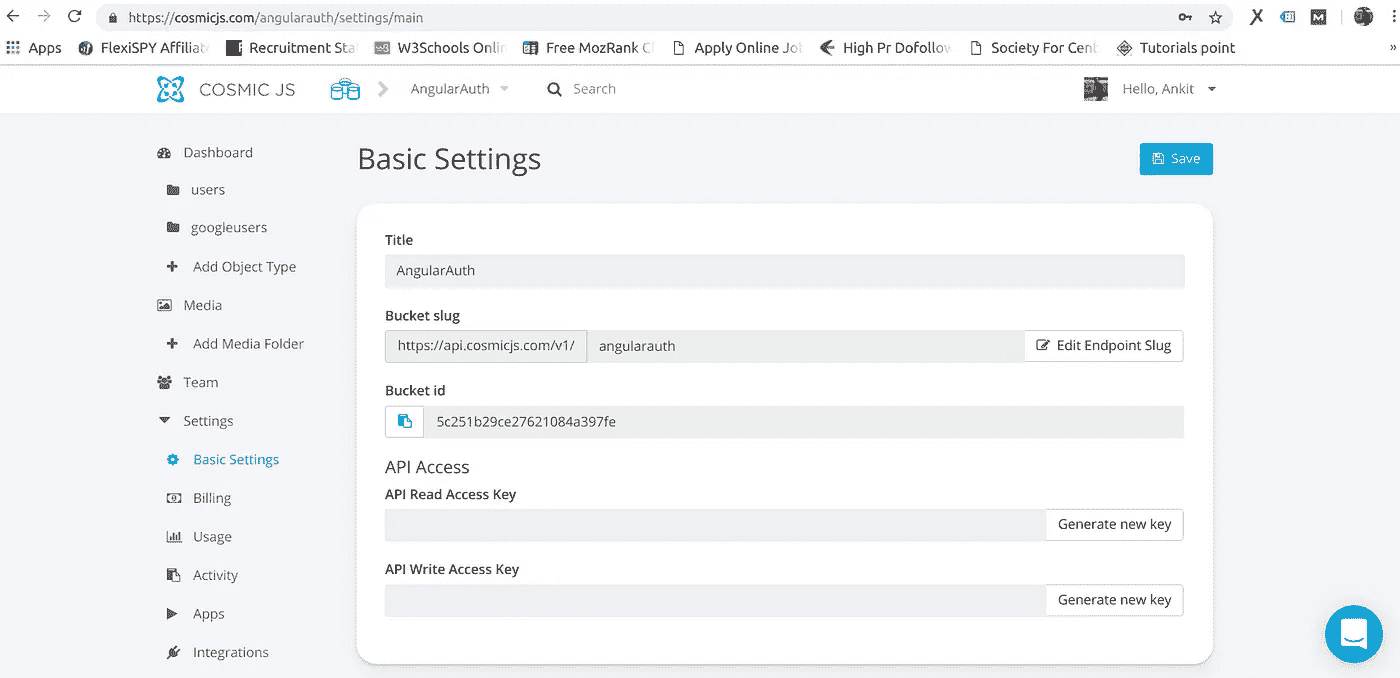 https://cosmicjs.com/angularauth/settings/main
Apps FlexiSPY Affiliat Recruitment Sta W3Schools Onlin Free MozRank C Apply Online Jo High Pr Dofollow Society For Cent Tutorials point »
COSMIC JS AngularAuth Search Hello, Ankit
Dashboard
users
googleusers
Add Object Type
Media
Add Media Folder
Team
Settings
Basic Settings
Billing
Usage
Activity
Apps
Integrations
Basic Settings
Save
Title
AngularAuth
Bucket slug
https://api.cosmicjs.com/v1/ angularauth Edit Endpoint Slug
Bucket id
5c251b29ce27621084a397fe
API Access
API Read Access Key
Generate new key
API Write Access Key
Generate new key